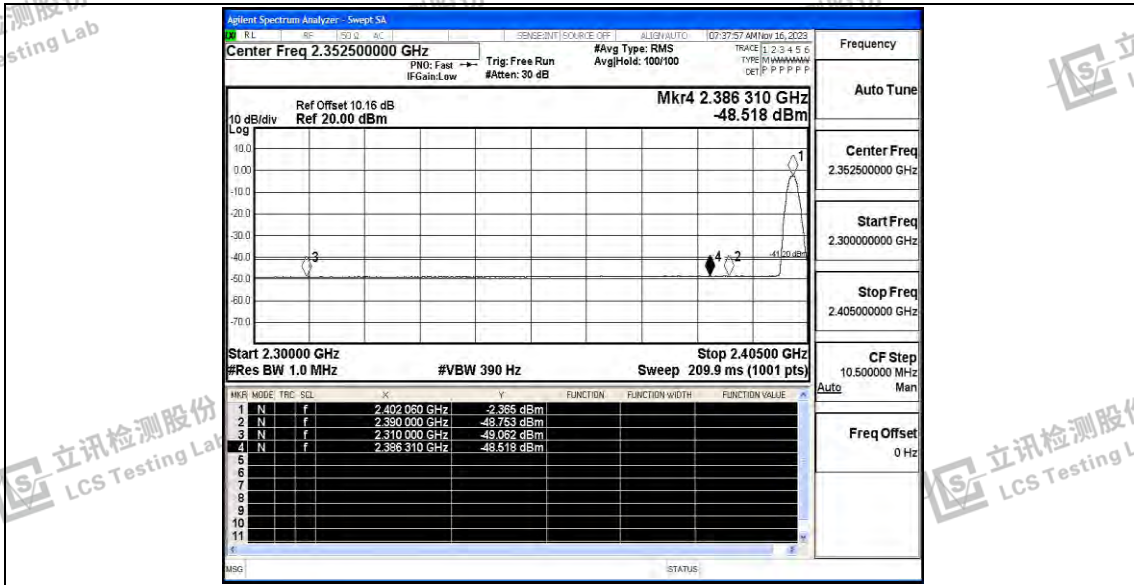 Agilent Spectrum Analyzer - Swept SA
RL RF 50 Ω AC SENSE:INT SOURCE OFF ALIGN AUTO 07:37:57 AM Nov 16, 2023
Center Freq 2.352500000 GHz
PNO: Fast
IFGain:Low
Trig: Free Run
#Atten: 30 dB
#Avg Type: RMS
Avg|Hold: 100/100
TRACE 1 2 3 4 5 6
TYPE M
DET P P P P P P
Ref Offset 10.16 dB
Ref 20.00 dBm
10 dB/div
Log
Mkr4 2.386 310 GHz
-48.518 dBm
10.0
0.00
-10.0
-20.0
-30.0
-40.0
-50.0
-60.0
-70.0
1
3
4
2
-41.20 dBm
Start 2.30000 GHz
Stop 2.40500 GHz
#Res BW 1.0 MHz
#VBW 390 Hz
Sweep 209.9 ms (1001 pts)
MKR MODE TRC SCL X Y FUNCTION FUNCTION WIDTH FUNCTION VALUE
1 N f 2.402 060 GHz -2.365 dBm
2 N f 2.390 000 GHz -48.753 dBm
3 N f 2.310 000 GHz -49.062 dBm
4 N f 2.386 310 GHz -48.518 dBm
5
6
7
8
9
10
11
MSG
STATUS
Frequency
Auto Tune
Center Freq
2.352500000 GHz
Start Freq
2.300000000 GHz
Stop Freq
2.405000000 GHz
CF Step
10.500000 MHz
Auto Man
Freq Offset
0 Hz
立讯检测股份
LCS Testing Lab
立讯检测股份
LCS Testing L